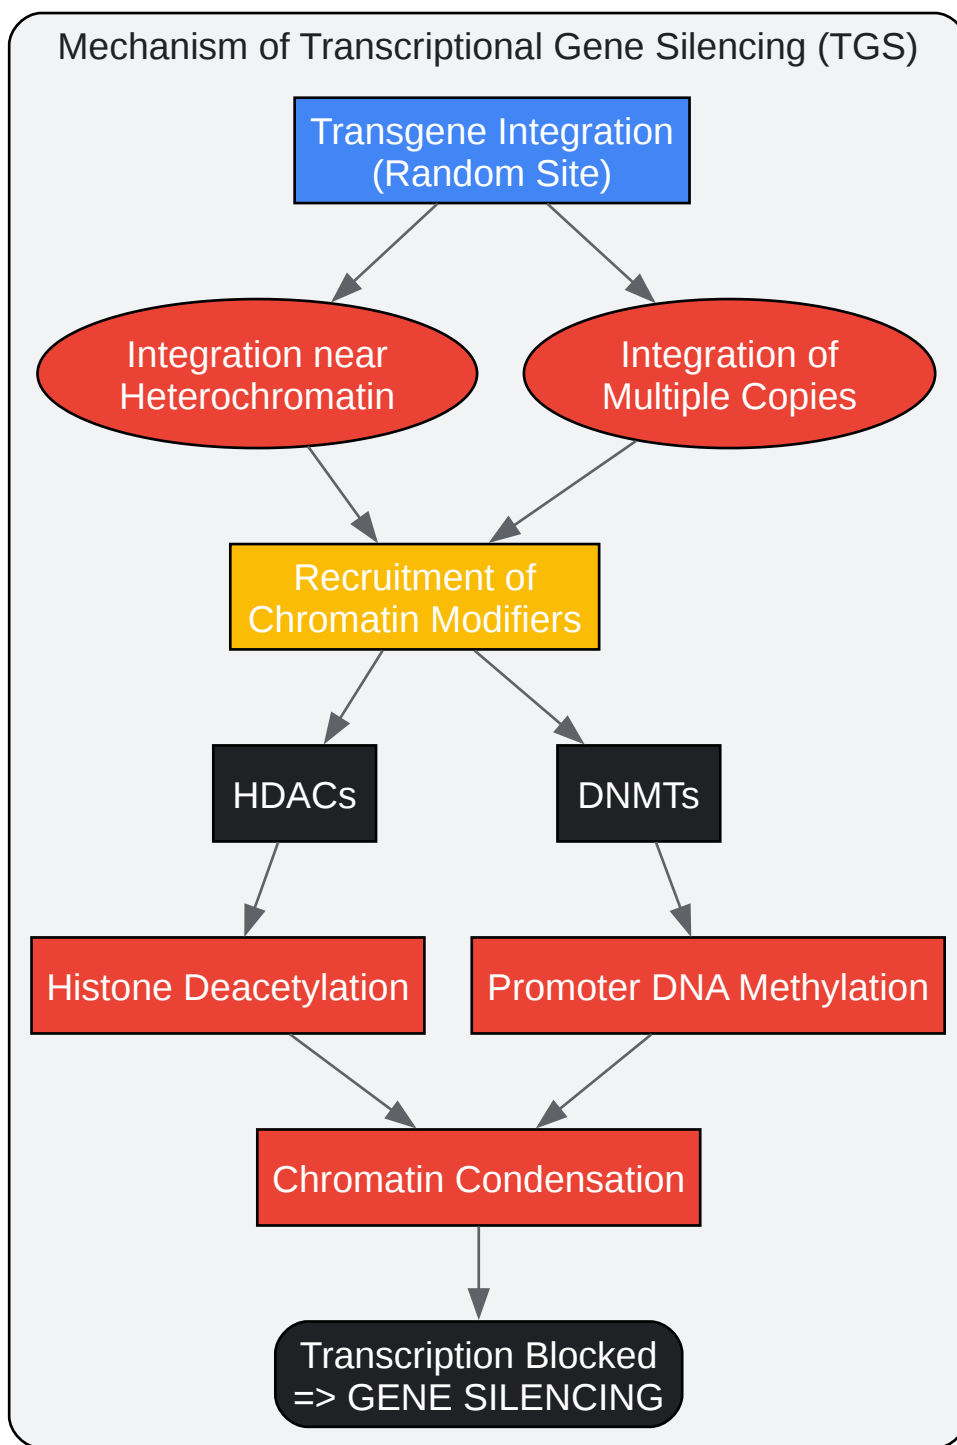 Mechanism of Transcriptional Gene Silencing (TGS)
Transgene Integration
(Random Site)
Integration near
Heterochromatin
Integration of
Multiple Copies
Recruitment of
Chromatin Modifiers
HDACs
DNMTs
Histone Deacetylation
Promoter DNA Methylation
Chromatin Condensation
Transcription Blocked
=> GENE SILENCING